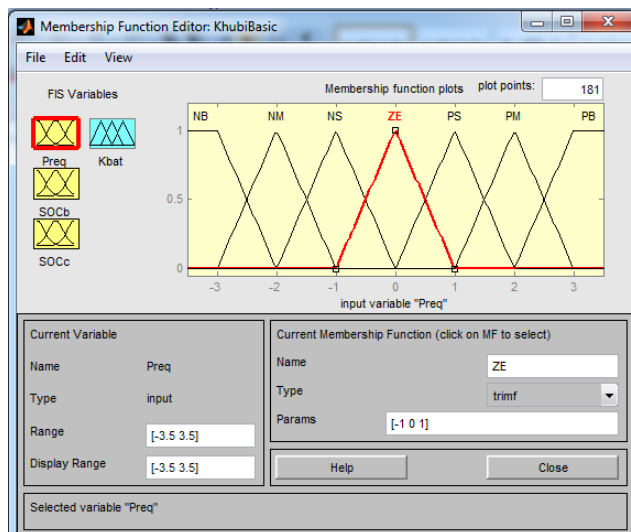 Membership Function Editor: KhubiBasic
File Edit View
FIS Variables
Preq Kbat
SOCb
SOCc
Membership function plots plot points: 181
NB NM NS ZE PS PM PB
1
0.5
0
-3 -2 -1 0 1 2 3
input variable "Preq"
Current Variable
Name Preq
Type input
Range [-3.5 3.5]
Display Range [-3.5 3.5]
Current Membership Function (click on MF to select)
Name ZE
Type trimf
Params [-1 0 1]
Help Close
Selected variable "Preq"